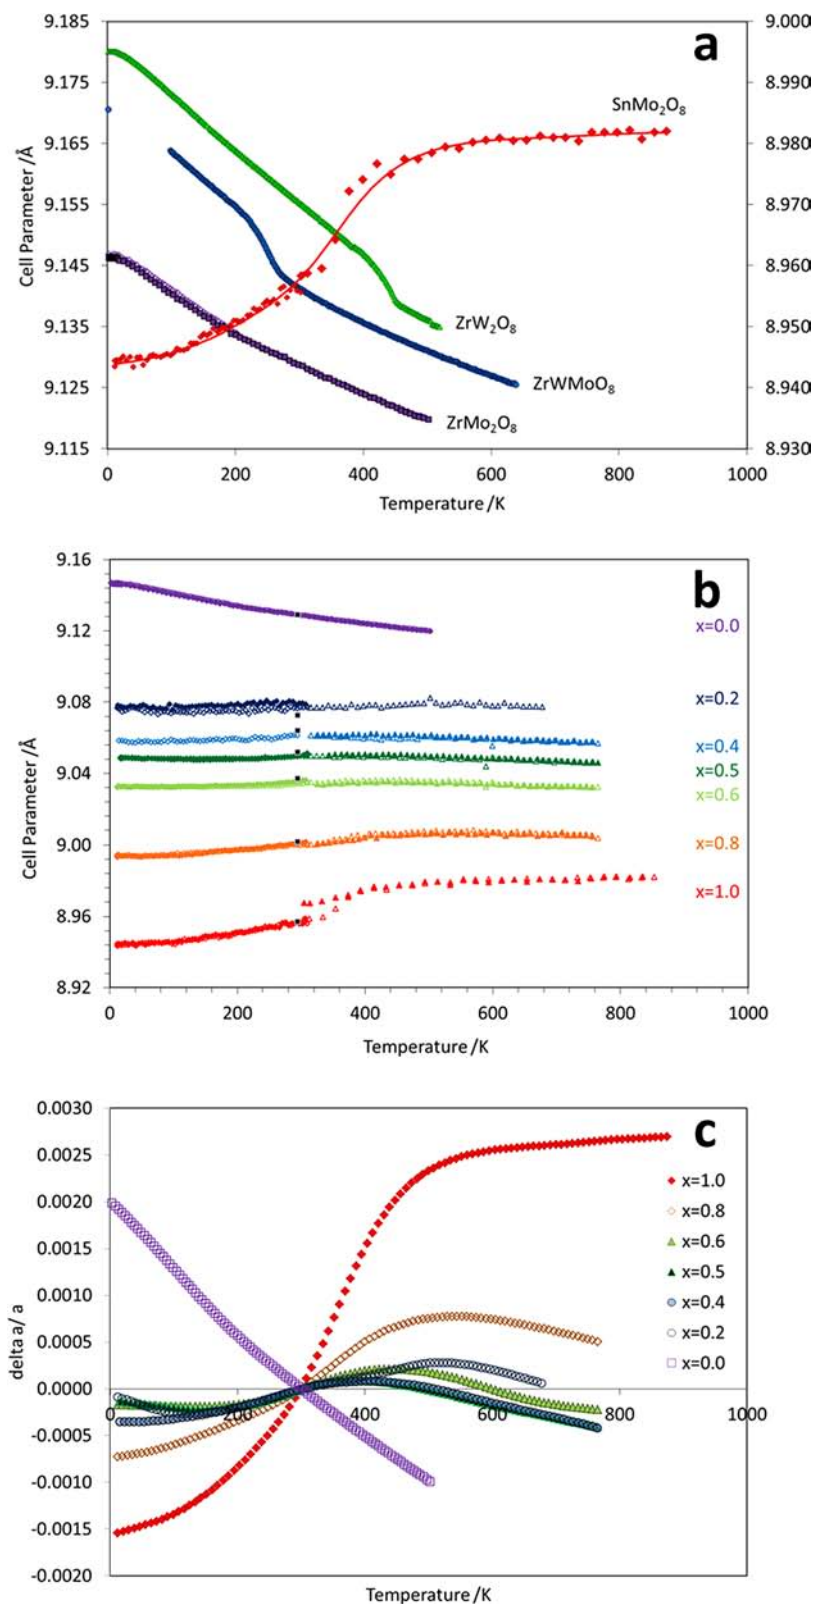 9.185 9.000
a
9.175 8.990
SnMo₂O₈
9.165 8.980
9.155 8.970
9.145 8.960
ZrW₂O₈
9.135 8.950
ZrWMoO₈
9.125 8.940
ZrMo₂O₈
9.115 8.930
Cell Parameter /Å
0 200 400 600 800 1000
Temperature /K
9.16
b
x=0.0
9.12
9.08
x=0.2
x=0.4
9.04
x=0.5
x=0.6
9.00
x=0.8
x=1.0
8.96
8.92
Cell Parameter /Å
0 200 400 600 800 1000
Temperature /K
0.0030
c
0.0025
0.0020
0.0015
0.0010
0.0005
0.0000
-0.0005
-0.0010
-0.0015
-0.0020
delta a/ a
x=1.0
x=0.8
x=0.6
x=0.5
x=0.4
x=0.2
x=0.0
0 200 400 600 800 1000
Temperature /K